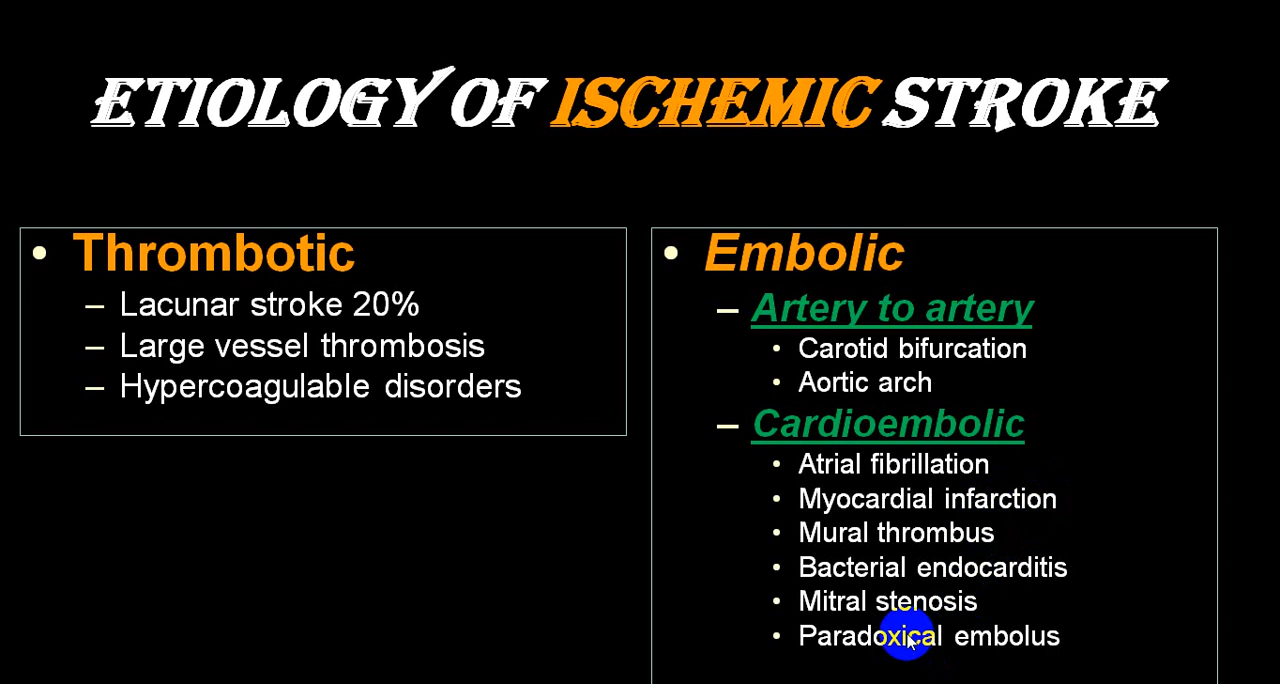 ETIOLOGY OF ISCHEMIC STROKE
• Thrombotic
– Lacunar stroke 20%
– Large vessel thrombosis
– Hypercoagulable disorders
• Embolic
– Artery to artery
• Carotid bifurcation
• Aortic arch
– Cardioembolic
• Atrial fibrillation
• Myocardial infarction
• Mural thrombus
• Bacterial endocarditis
• Mitral stenosis
• Paradoxical embolus